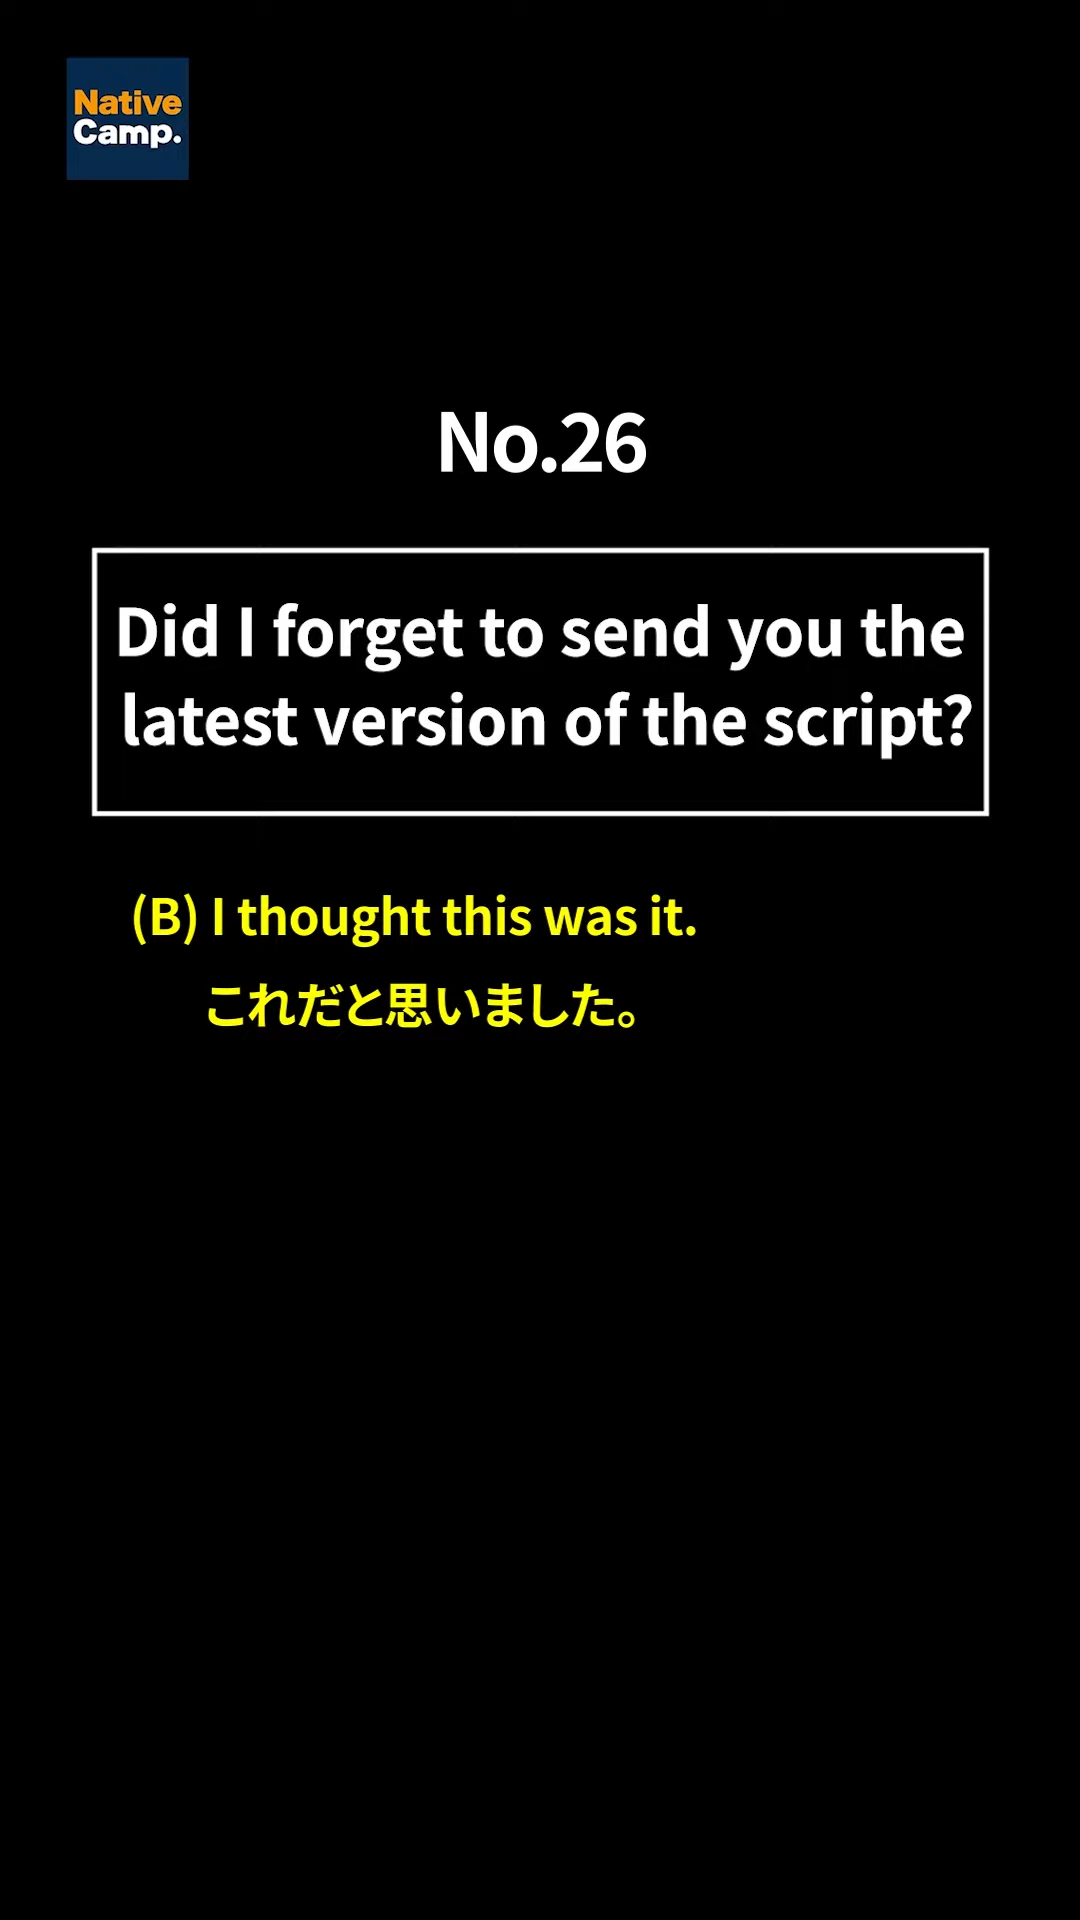 Native
Camp.
No.26
Did I forget to send you the
latest version of the script?
(B) I thought this was it.
これだと思いました。